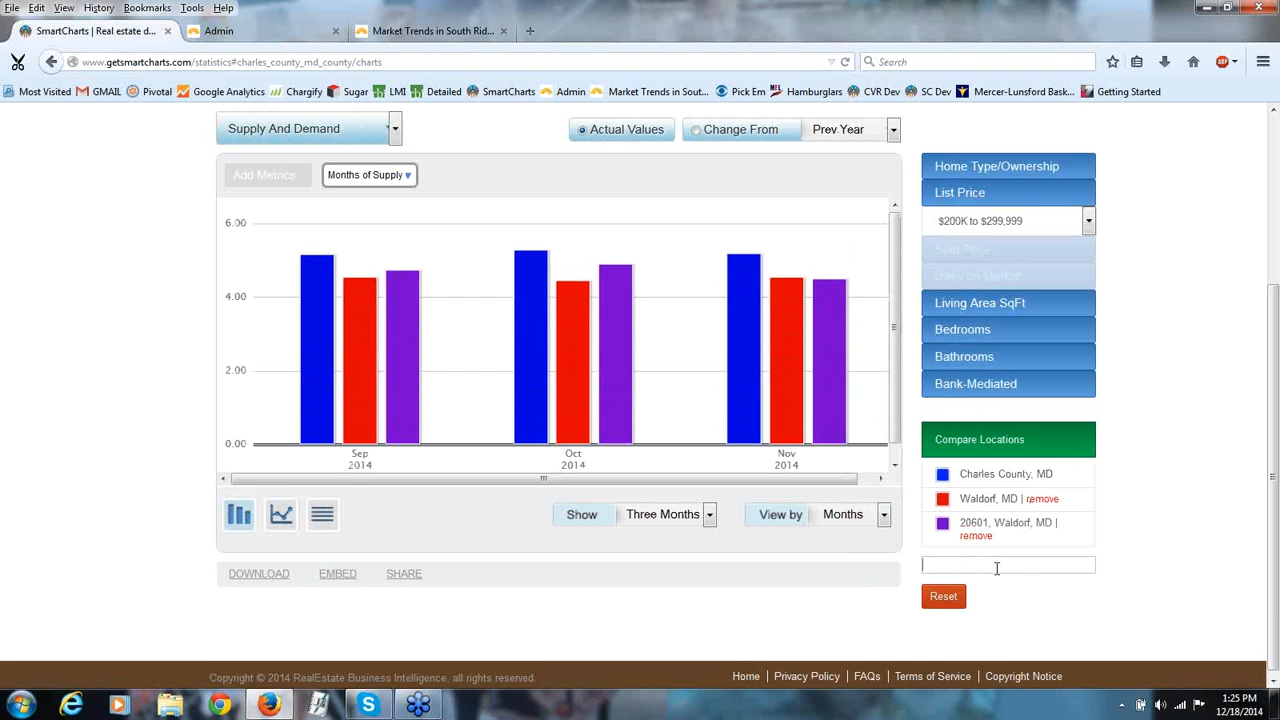 File Edit View History Bookmarks Tools Help
SmartCharts | Real estate d... × Admin × Market Trends in South Rid... × +
www.getsmartcharts.com/statistics#charles_county_md_county/charts Search ABP
Most Visited GMAIL Pivotal Google Analytics Chargify Sugar LMI Detailed SmartCharts Admin Market Trends in Sout... Pick Em Hamburglars CVR Dev SC Dev Mercer-Lunsford Bask... Getting Started
Supply And Demand Actual Values Change From Prev Year
Add Metrics Months of Supply
6.00
4.00
2.00
0.00
Sep Oct Nov
2014 2014 2014
Show Three Months View by Months
DOWNLOAD EMBED SHARE
Home Type/Ownership
List Price
$200K to $299,999
Sold Price
Days on Market
Living Area SqFt
Bedrooms
Bathrooms
Bank-Mediated
Compare Locations
Charles County, MD
Waldorf, MD | remove
20601, Waldorf, MD |
remove
Reset
Copyright © 2014 RealEstate Business Intelligence, all rights reserved. Home | Privacy Policy | FAQs | Terms of Service | Copyright Notice
1:25 PM
12/18/2014